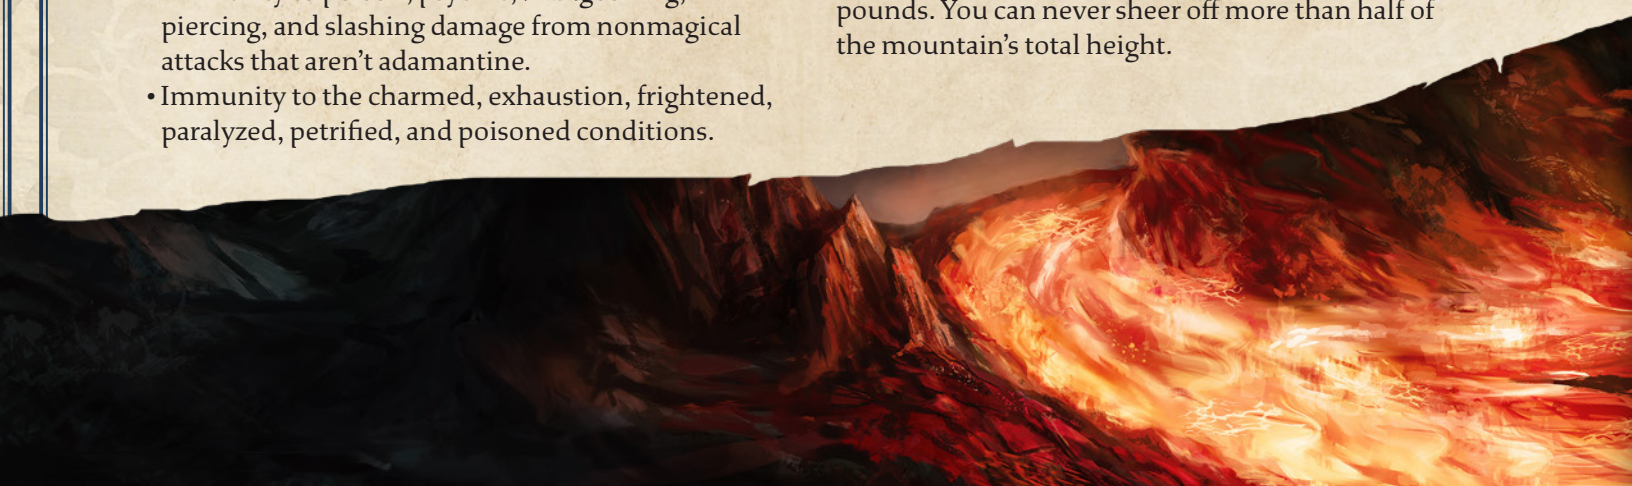 piercing, and slashing damage from nonmagical
attacks that aren’t adamantine.
• Immunity to the charmed, exhaustion, frightened,
paralyzed, petrified, and poisoned conditions.
pounds. You can never sheer off more than half of
the mountain’s total height.